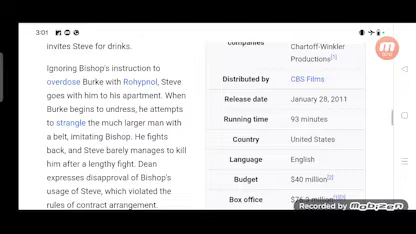 3:01
invites Steve for drinks.
Ignoring Bishop's instruction to
overdose Burke with Rohypnol, Steve
goes with him to his apartment. When
Burke begins to undress, he attempts
to strangle the much larger man with
a belt, imitating Bishop. He fights
back, and Steve barely manages to kill
him after a lengthy fight. Dean
expresses disapproval of Bishop's
usage of Steve, which violated the
rules of contract arrangement.
companies
Chartoff-Winkler
Productions[1]
Distributed by CBS Films
Release date January 28, 2011
Running time 93 minutes
Country United States
Language English
Budget $40 million[2]
Box office million
Recorded by mobizen